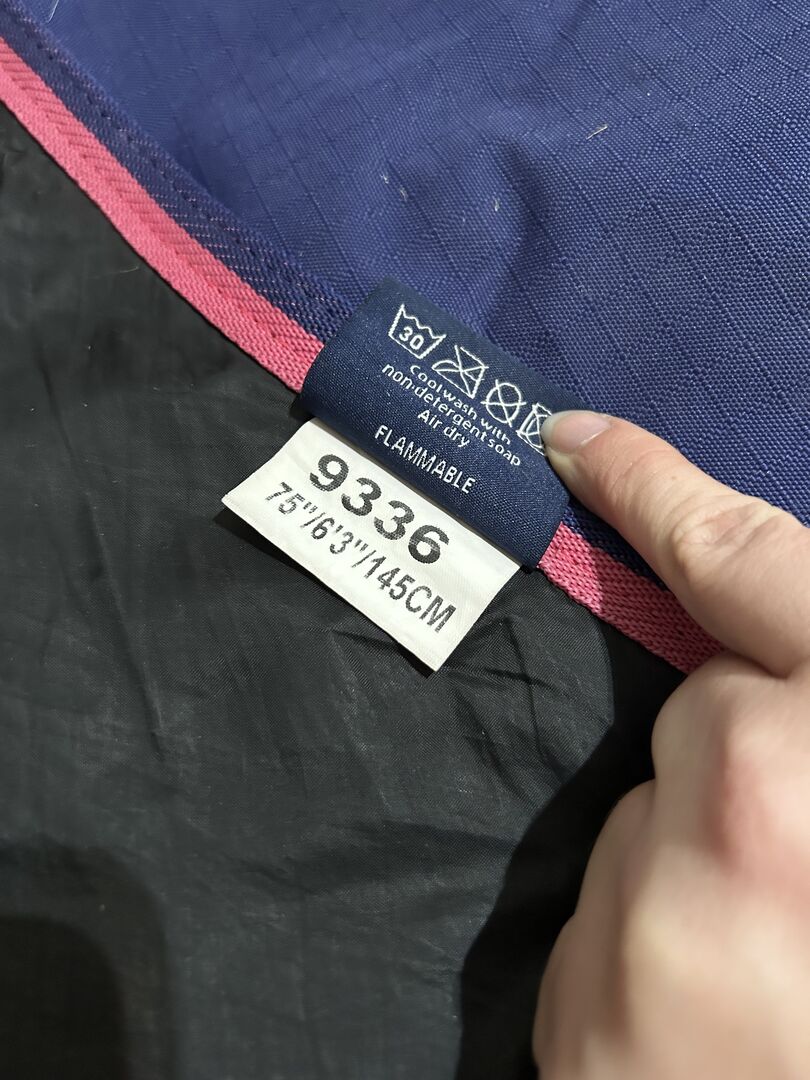 30
Coolwash with
non-detergent soap
Air dry
FLAMMABLE
9336
75"/6'3"/145CM